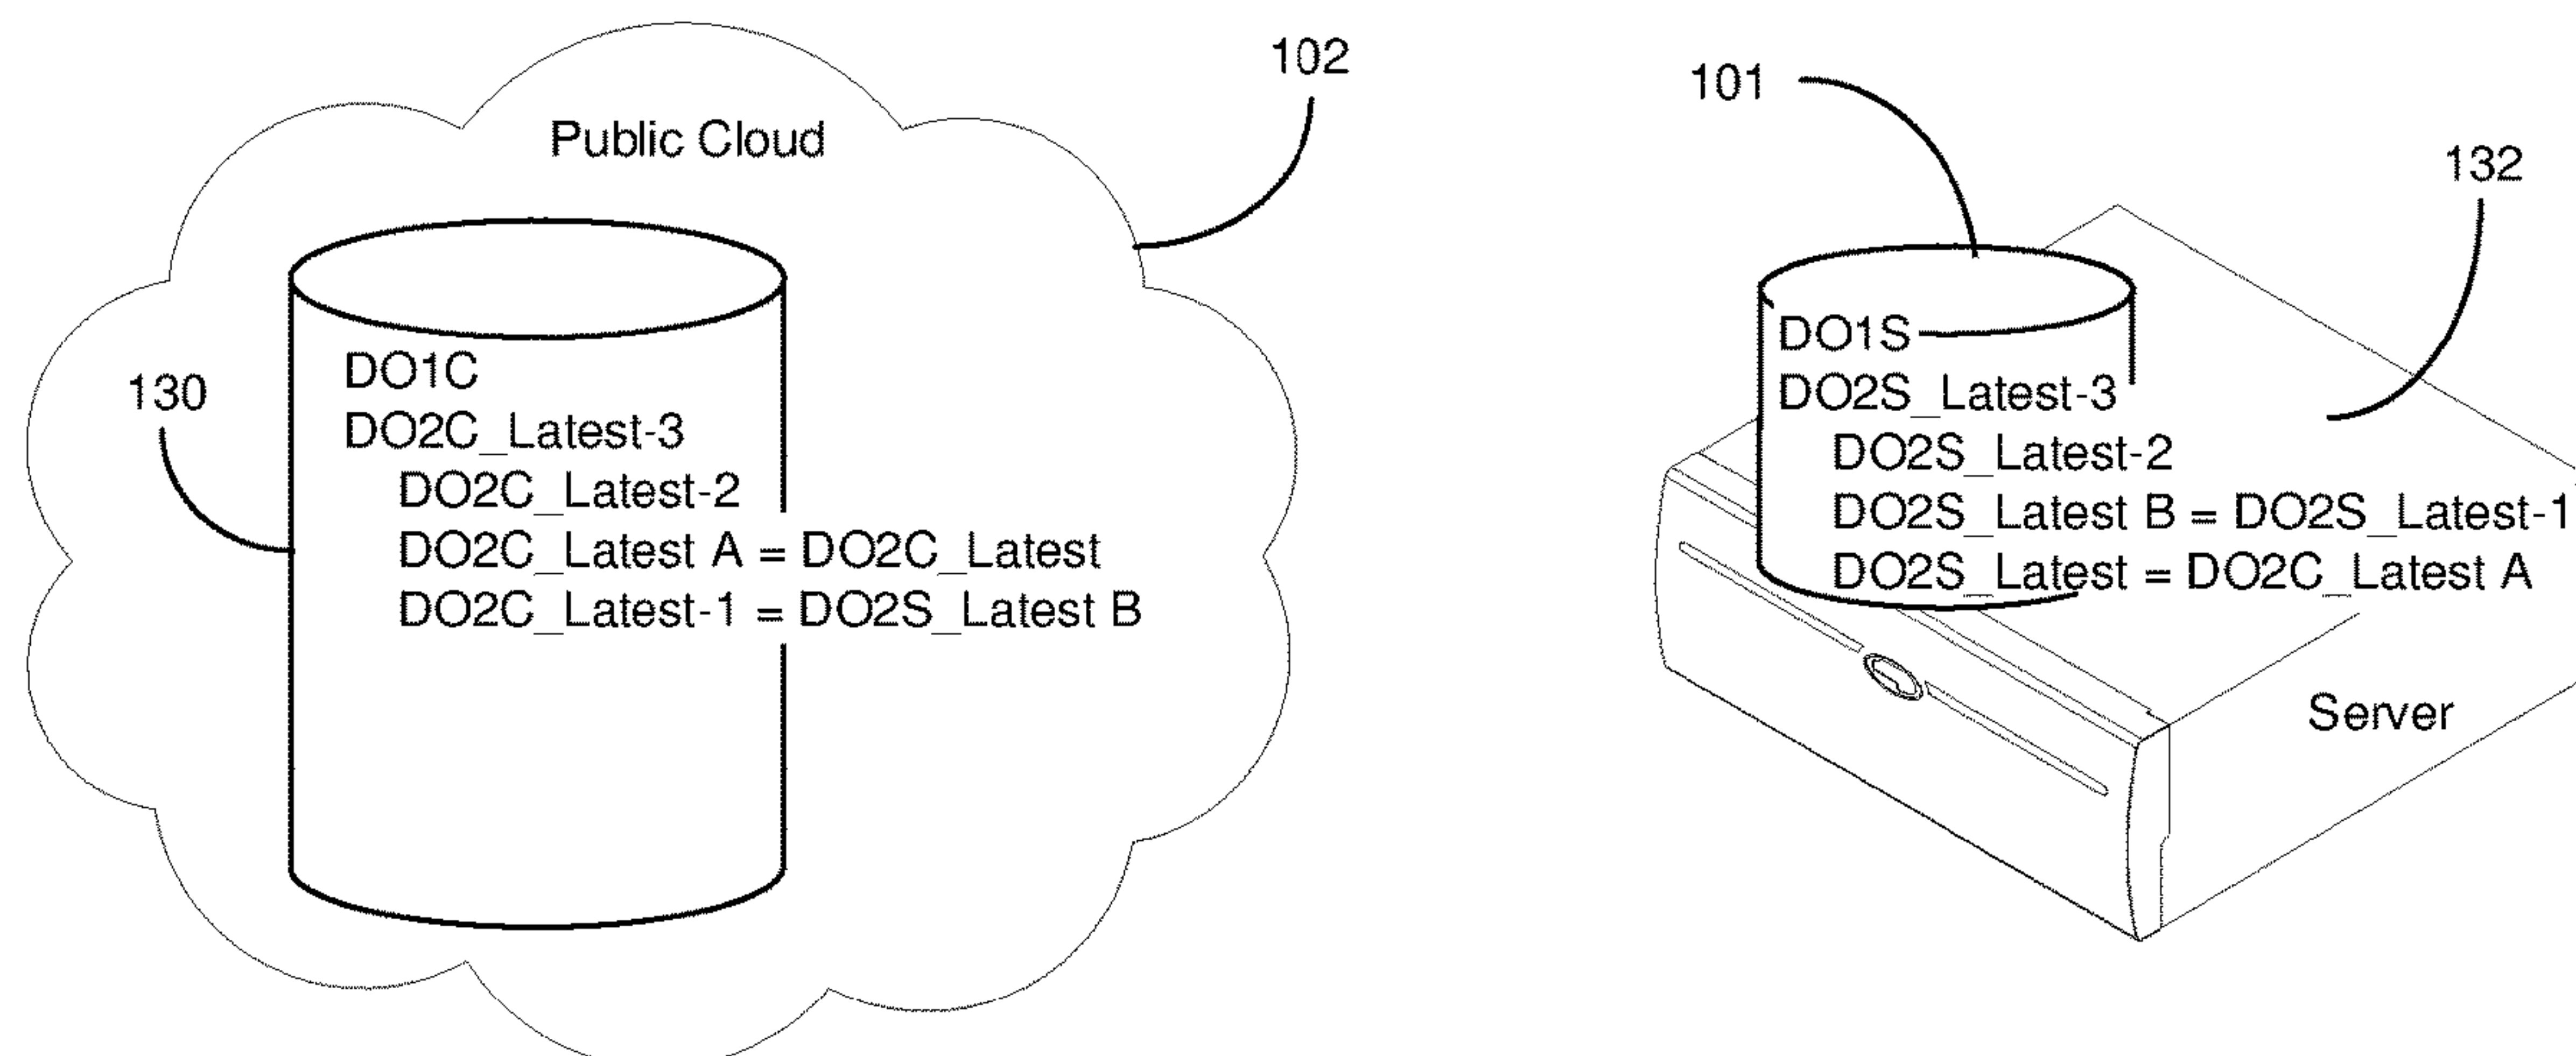 102
Public Cloud
130
DO1C
DO2C_Latest-3
DO2C_Latest-2
DO2C_Latest A = DO2C_Latest
DO2C_Latest-1 = DO2S_Latest B
101
132
DO1S
DO2S_Latest-3
DO2S_Latest-2
DO2S_Latest B = DO2S_Latest-1
DO2S_Latest = DO2C_Latest A
Server